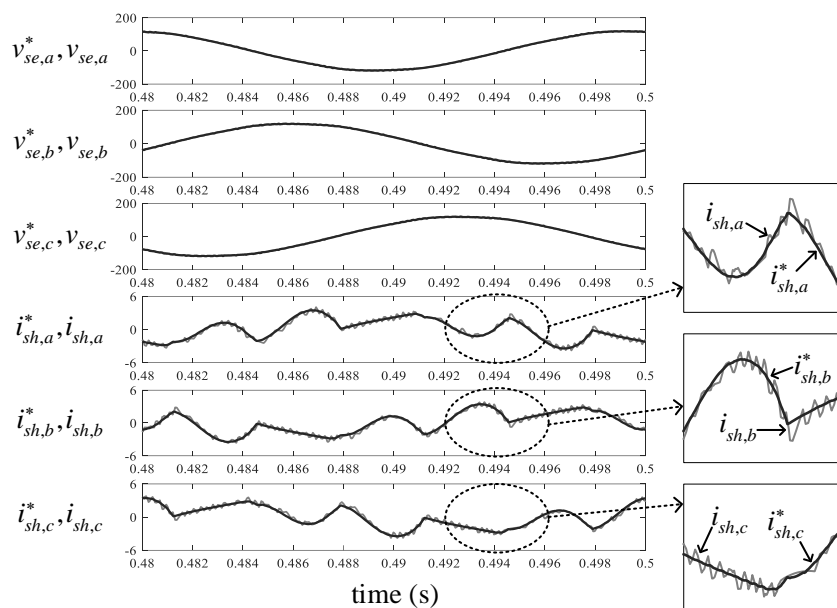 200
v*se,a, vse,a
0
-200
0.48 0.482 0.484 0.486 0.488 0.49 0.492 0.494 0.496 0.498 0.5
200
v*se,b, vse,b
0
-200
0.48 0.482 0.484 0.486 0.488 0.49 0.492 0.494 0.496 0.498 0.5
200
v*se,c, vse,c
0
-200
0.48 0.482 0.484 0.486 0.488 0.49 0.492 0.494 0.496 0.498 0.5
6
i*sh,a, ish,a
0
-6
0.48 0.482 0.484 0.486 0.488 0.49 0.492 0.494 0.496 0.498 0.5
6
i*sh,b, ish,b
0
-6
0.48 0.482 0.484 0.486 0.488 0.49 0.492 0.494 0.496 0.498 0.5
6
i*sh,c, ish,c
0
-6
0.48 0.482 0.484 0.486 0.488 0.49 0.492 0.494 0.496 0.498 0.5
time (s)
ish,a
i*sh,a
i*sh,b
ish,b
ish,c
i*sh,c